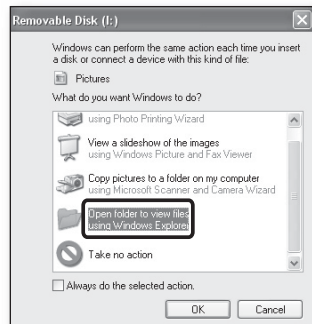 Removable Disk (I:)
Windows can perform the same action each time you insert
a disk or connect a device with this kind of file:
Pictures
What do you want Windows to do?
using Photo Printing Wizard
View a slideshow of the images
using Windows Picture and Fax Viewer
Copy pictures to a folder on my computer
using Microsoft Scanner and Camera Wizard
Open folder to view files
using Windows Explorer
Take no action
Always do the selected action.
OK Cancel